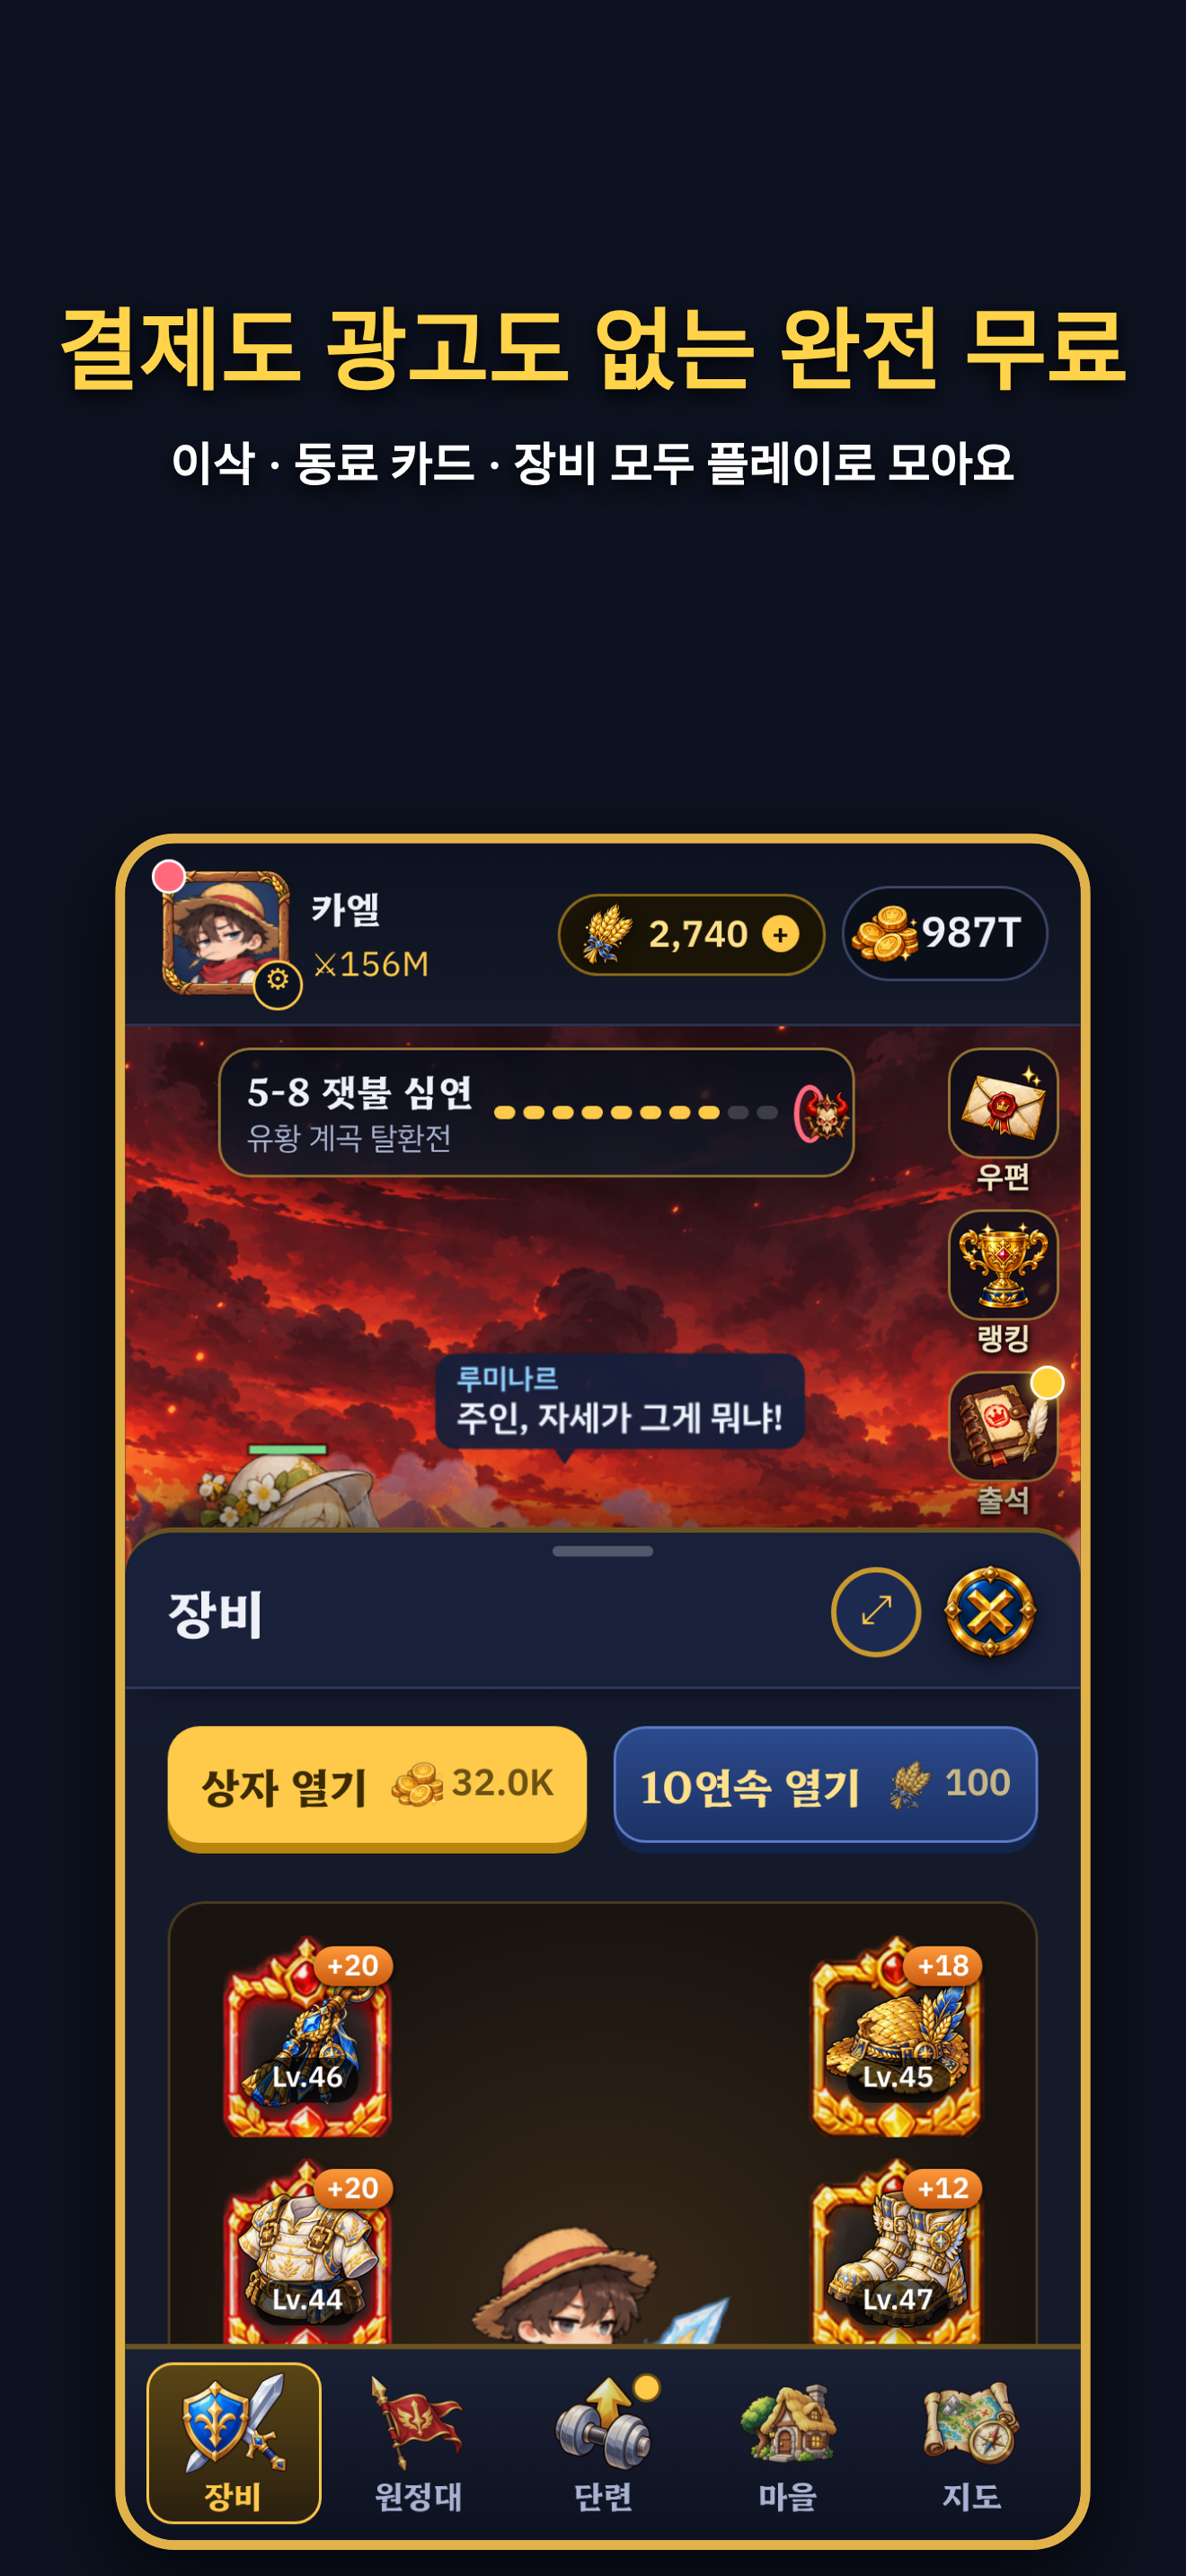 결제도 광고도 없는 완전 무료
이삭 · 동료 카드 · 장비 모두 플레이로 모아요
카엘
⚔156M
2,740 +
987T
5-8 잿불 심연
유황 계곡 탈환전
우편
랭킹
루미나르
주인, 자세가 그게 뭐냐!
출석
장비
상자 열기 32.0K
10연속 열기 100
+20
Lv.46
+18
Lv.45
+20
Lv.44
+12
Lv.47
장비
원정대
단련
마을
지도